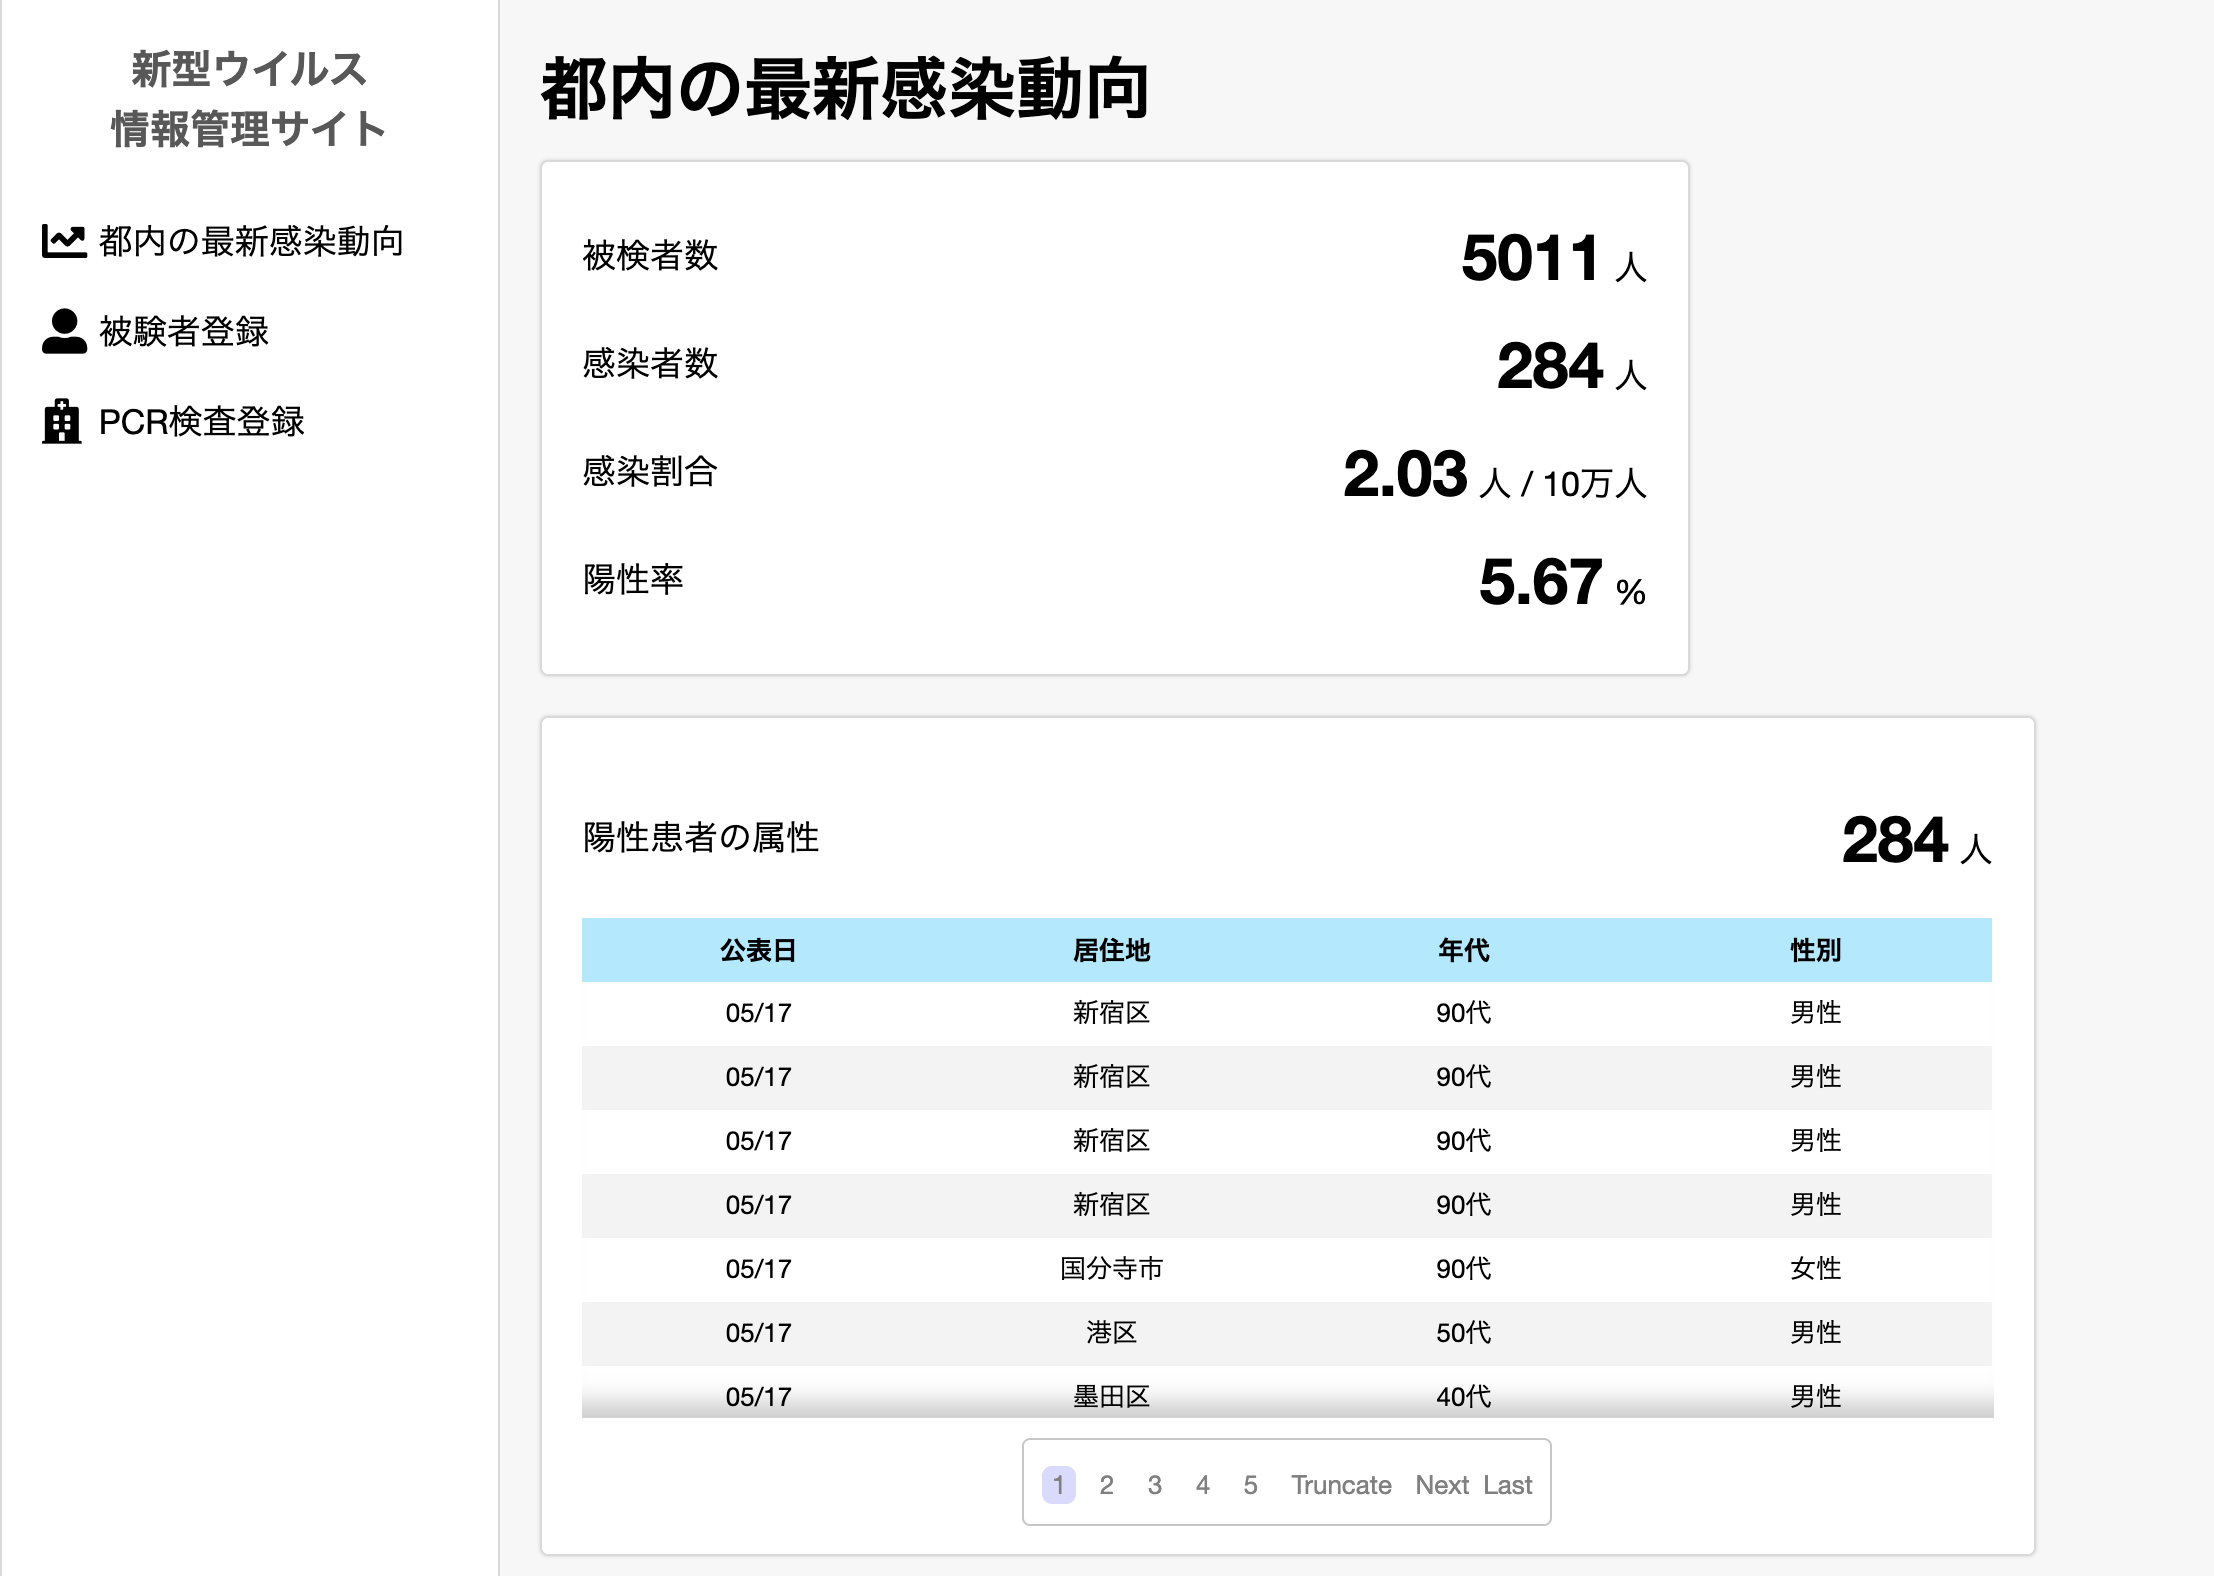 新型ウイルス
情報管理サイト
都内の最新感染動向
被験者登録
PCR検査登録
都内の最新感染動向
被検者数 5011 人
感染者数 284 人
感染割合 2.03 人 / 10万人
陽性率 5.67 %
陽性患者の属性 284 人
公表日 居住地 年代 性別
05/17 新宿区 90代 男性
05/17 新宿区 90代 男性
05/17 新宿区 90代 男性
05/17 新宿区 90代 男性
05/17 国分寺市 90代 女性
05/17 港区 50代 男性
05/17 墨田区 40代 男性
1 2 3 4 5 Truncate Next Last